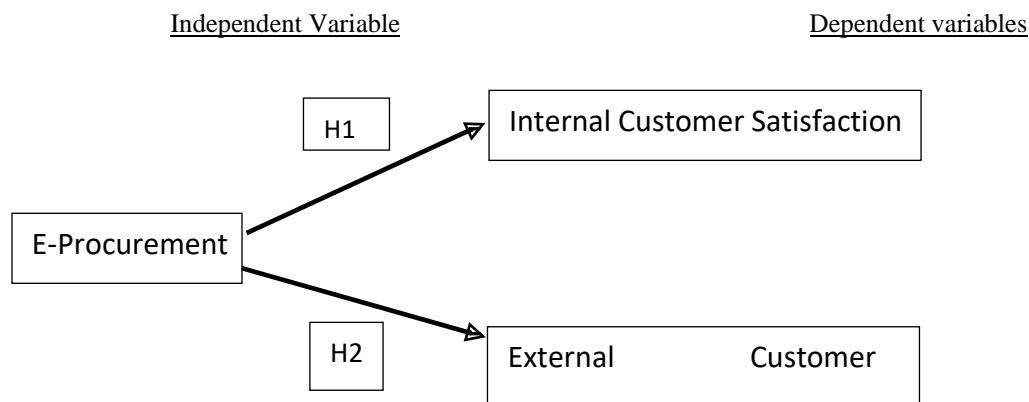 Independent Variable
Dependent variables
H1
Internal Customer Satisfaction
E-Procurement
H2
External Customer